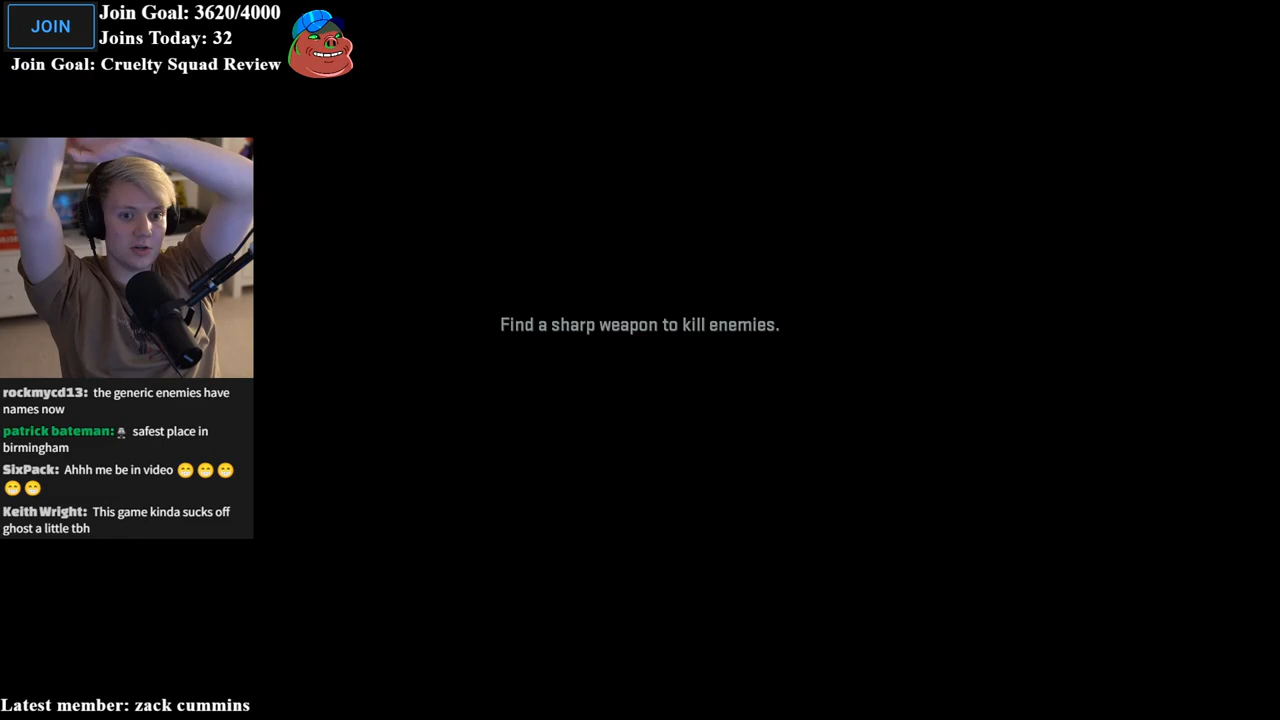 JOIN
Join Goal: 3620/4000
Joins Today: 32
Join Goal: Cruelty Squad Review
Find a sharp weapon to kill enemies.
rockmycd13: the generic enemies have
names now
patrick bateman: safest place in
birmingham
SixPack: Ahhh me be in video 😁😁😁
😁😁
Keith Wright: This game kinda sucks off
ghost a little tbh
Latest member: zack cummins